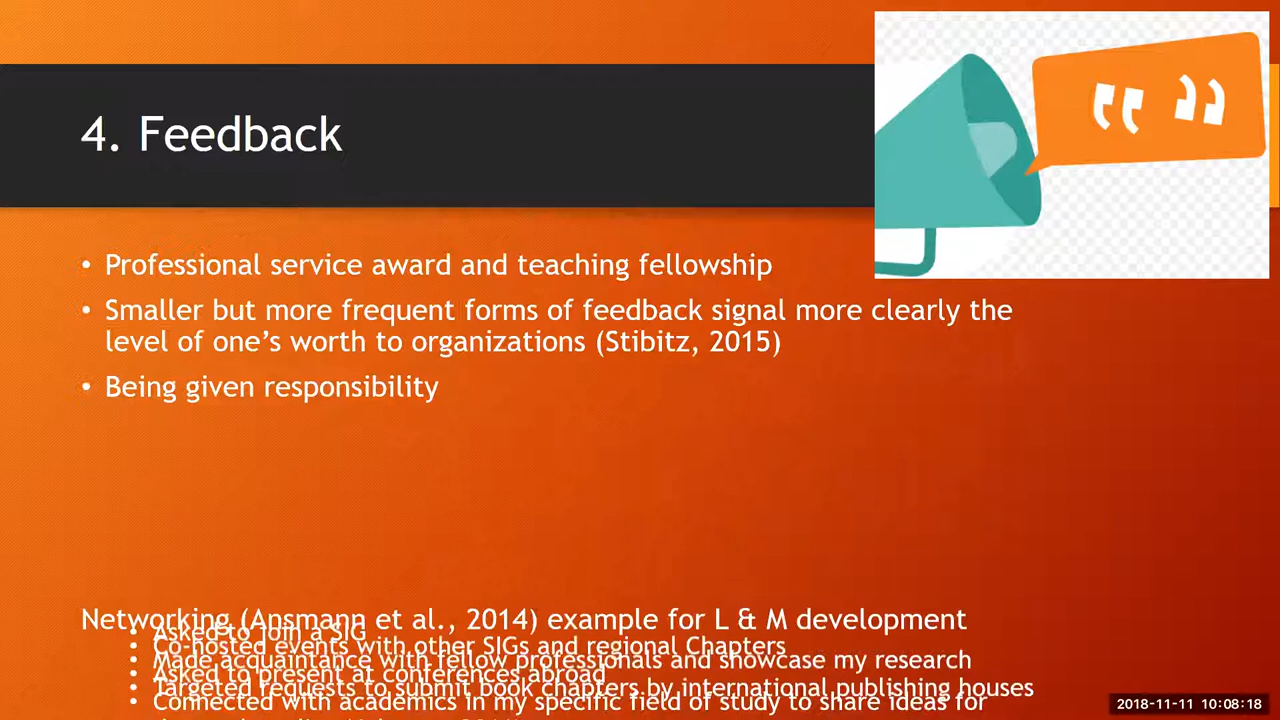 4. Feedback
• Professional service award and teaching fellowship
• Smaller but more frequent forms of feedback signal more clearly the
level of one’s worth to organizations (Stibitz, 2015)
• Being given responsibility
Networking (Ansmann et al., 2014) example for L & M development
• Asked to join a SIG
• Co-hosted events with other SIGs and regional Chapters
• Made acquaintance with fellow professionals and showcase my research
• Asked to present at conferences abroad
• Targeted requests to submit book chapters by international publishing houses
• Connected with academics in my specific field of study to share ideas for
2018-11-11 10:08:18